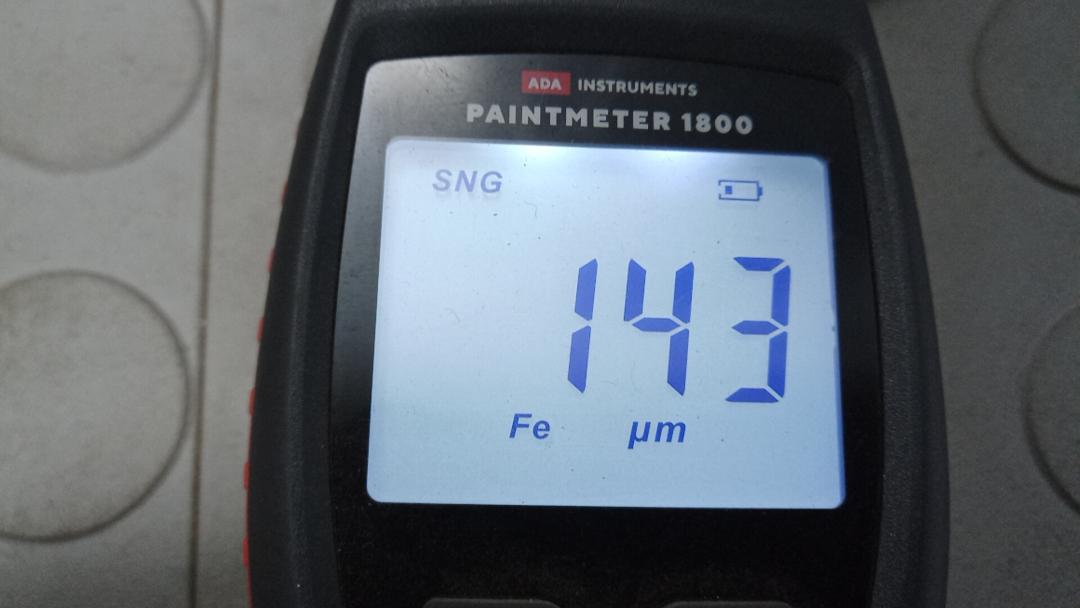 ADA INSTRUMENTS
PAINTMETER 1800
SNG
143
Fe µm